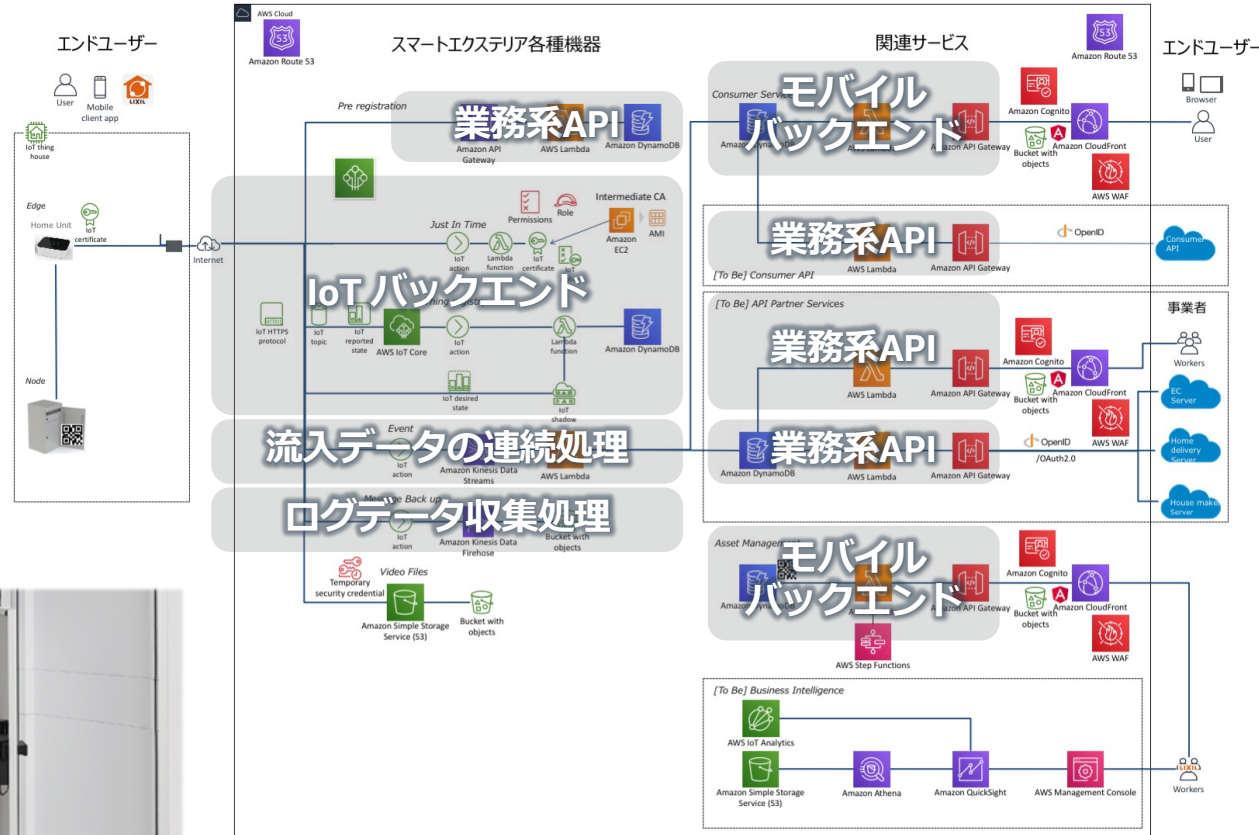 AWS Cloud
エンドユーザー
Amazon Route 53
スマートエクステリア各種機器
関連サービス
Amazon Route 53
エンドユーザー
User
Mobile
client app
LIXIL
IoT thing
house
Edge
Home Unit
IoT
certificate
Internet
Node
Pre registration
業務系API
Amazon API
Gateway
AWS Lambda
Amazon DynamoDB
Just In Time
Permissions
Role
Intermediate CA
Amazon
EC2
AMI
IoT
action
Lambda
function
IoT
certificate
IoT
IoT バックエンド
HTTPS
IoT HTTPS
protocol
IoT
topic
IoT
reported
state
AWS IoT Core
IoT
action
Lambda
function
Amazon DynamoDB
IoT desired
state
IoT
shadow
Event
流入データの連続処理
IoT
action
Amazon Kinesis Data
Streams
AWS Lambda
Message Back up
ログデータ収集処理
IoT
action
Amazon Kinesis Data
Firehose
Bucket with
objects
Temporary
security credential
Video Files
Amazon Simple Storage
Service (S3)
Bucket with
objects
Consumer Service
モバイル
バックエンド
Amazon API Gateway
Amazon Cognito
Bucket with
objects
Amazon CloudFront
AWS WAF
Browser
User
業務系API
AWS Lambda
Amazon API Gateway
OpenID
Consumer
API
[To Be] Consumer API
[To Be] API Partner Services
事業者
業務系API
AWS Lambda
Amazon API Gateway
Amazon Cognito
Bucket with
objects
Amazon CloudFront
AWS WAF
Workers
EC
Server
業務系API
Amazon DynamoDB
AWS Lambda
Amazon API Gateway
OpenID
/OAuth2.0
Home
delivery
Server
House make
Server
Asset Management
モバイル
バックエンド
Amazon API Gateway
Amazon Cognito
Bucket with
objects
Amazon CloudFront
AWS WAF
AWS Step Functions
[To Be] Business Intelligence
AWS IoT Analytics
Amazon Simple Storage
Service (S3)
Amazon Athena
Amazon QuickSight
AWS Management Console
LIXIL
Workers